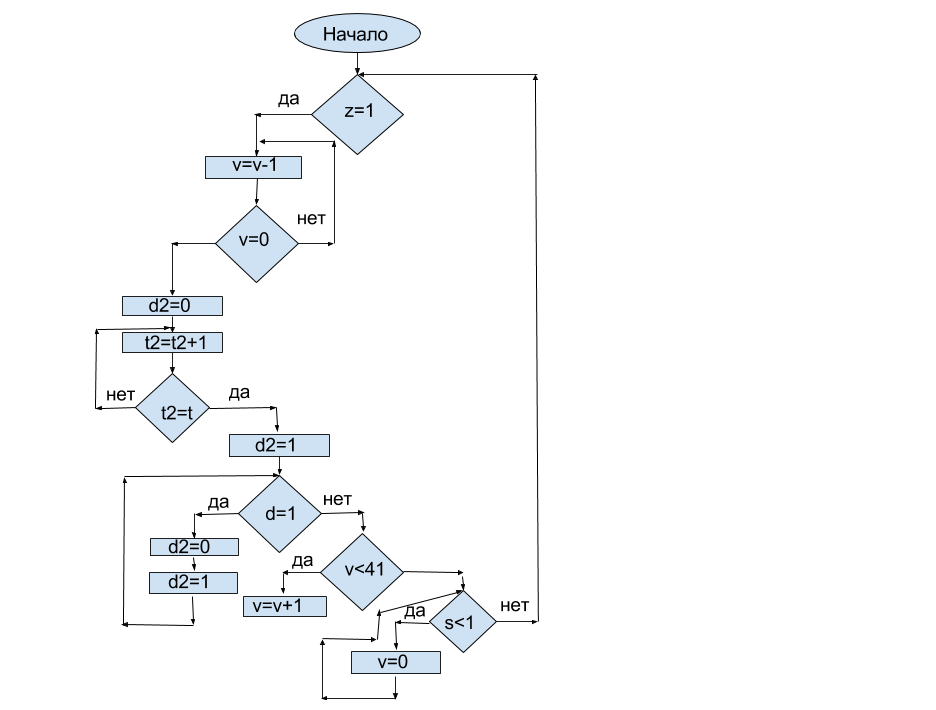 Начало
z=1
да
v=v-1
v=0
нет
d2=0
t2=t2+1
t2=t
нет
да
d2=1
d=1
да
нет
d2=0
d2=1
v<41
да
v=v+1
s<1
да
нет
v=0